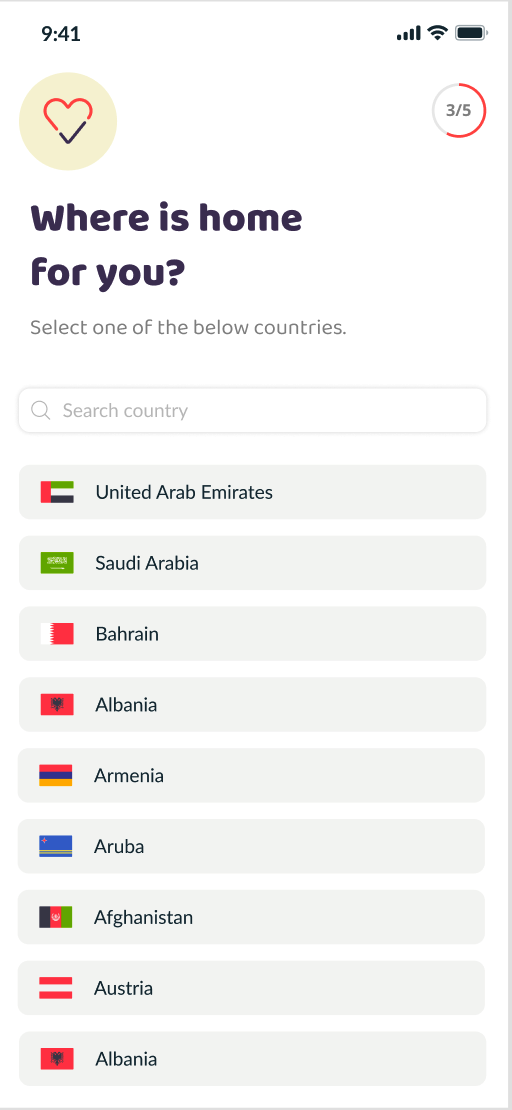 9:41
3/5
Where is home
for you?
Select one of the below countries.
Search country
United Arab Emirates
Saudi Arabia
Bahrain
Albania
Armenia
Aruba
Afghanistan
Austria
Albania